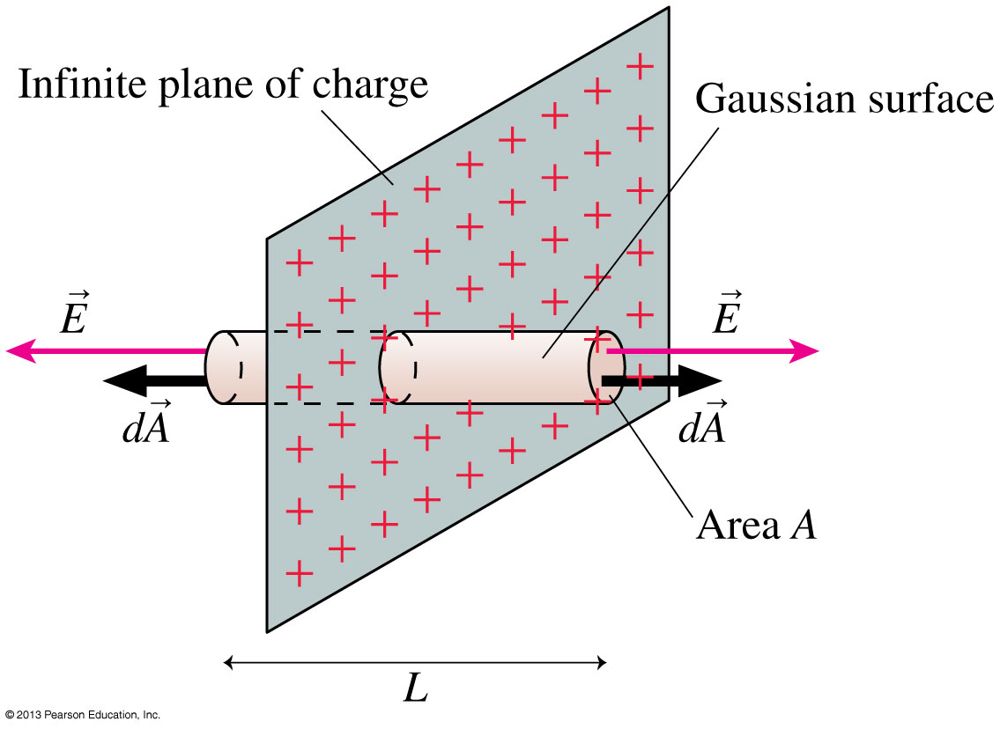 Infinite plane of charge
Gaussian surface
E⃗
E⃗
dA⃗
dA⃗
Area A
L
© 2013 Pearson Education, Inc.